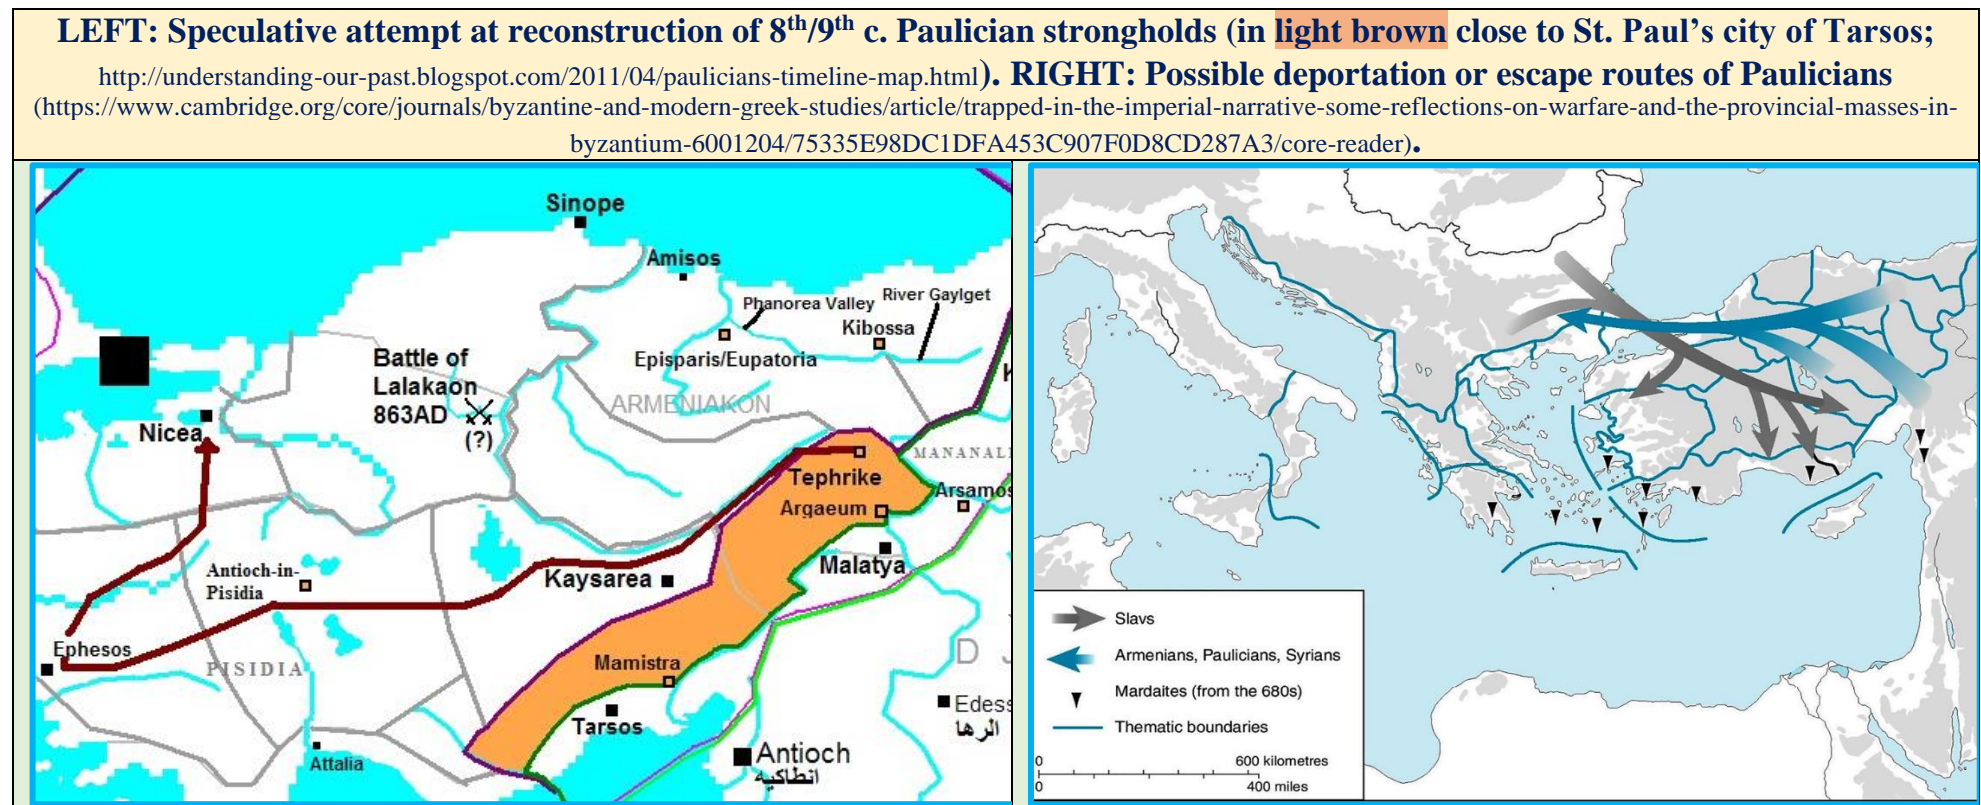 LEFT: Speculative attempt at reconstruction of 8th/9th c. Paulician strongholds (in light brown close to St. Paul’s city of Tarsos;
http://understanding-our-past.blogspot.com/2011/04/paulicians-timeline-map.html). RIGHT: Possible deportation or escape routes of Paulicians
(https://www.cambridge.org/core/journals/byzantine-and-modern-greek-studies/article/trapped-in-the-imperial-narrative-some-reflections-on-warfare-and-the-provincial-masses-in-
byzantium-6001204/75335E98DC1DFA453C907F0D8CD287A3/core-reader).
Sinope
Amisos
Phanorea Valley
River Gaylget
Kibossa
Episparis/Eupatoria
Battle of
Lalakaon
863AD
(?)
ARMENIAKON
Nicea
MANANALI
Tephrike
Argaeum
Arsamos
Malatya
Antioch-in-
Pisidia
Kaysarea
Ephesos
PISIDIA
Mamistra
Tarsos
D J
Edess
الرها
Antioch
انطاكيه
Attalia
Slavs
Armenians, Paulicians, Syrians
Mardaites (from the 680s)
Thematic boundaries
0 600 kilometres
0 400 miles